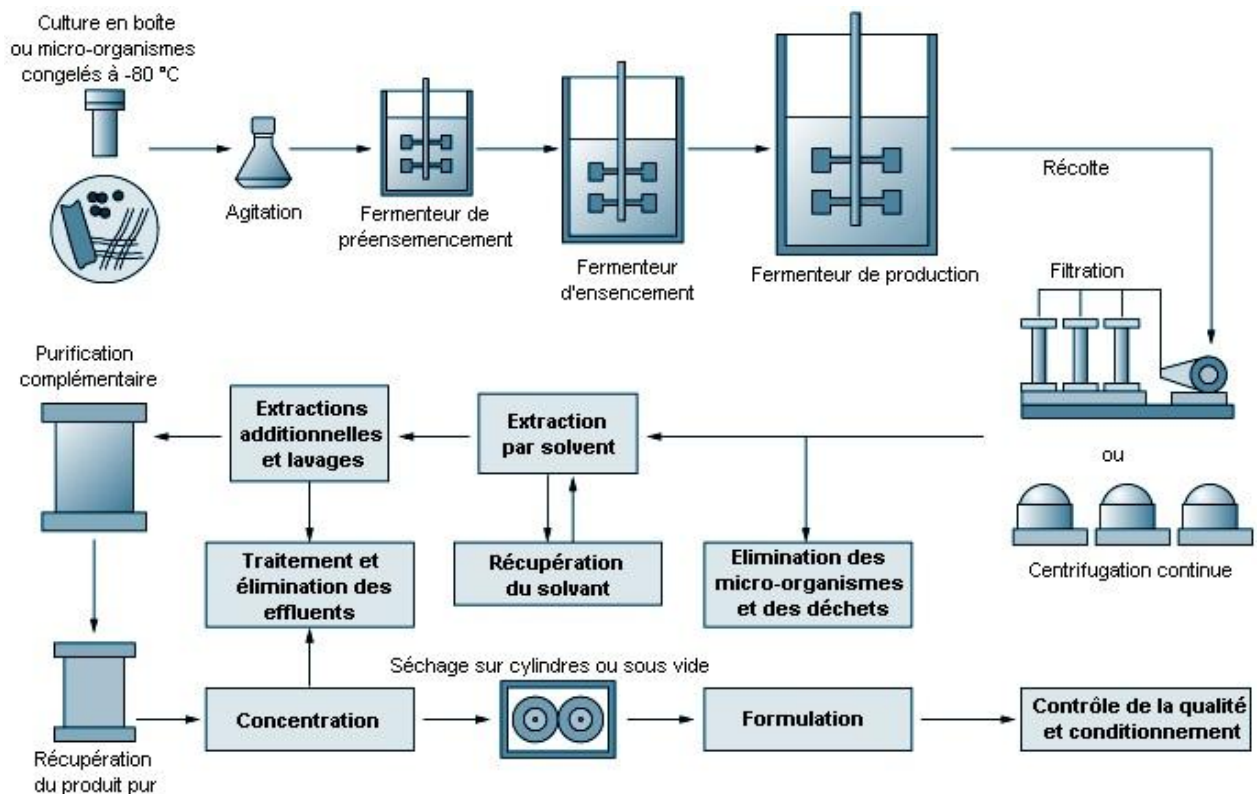 Culture en boîte
ou micro-organismes
congelés à -80 °C
Agitation
Fermenteur de
préensemencement
Fermenteur
d'ensencement
Fermenteur de production
Récolte
Filtration
ou
Centrifugation continue
Purification
complémentaire
Extractions
additionnelles
et lavages
Extraction
par solvent
Traitement et
élimination des
effluents
Récupération
du solvant
Elimination des
micro-organismes
et des déchets
Séchage sur cylindres ou sous vide
Récupération
du produit pur
Concentration
Formulation
Contrôle de la qualité
et conditionnement